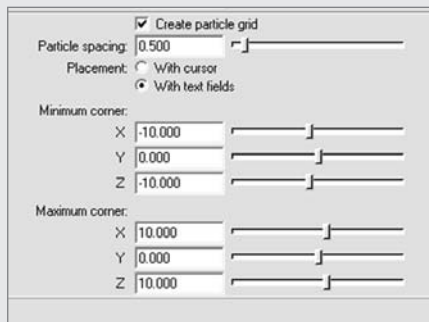 Create particle grid
Particle spacing: 0.500
Placement: With cursor
With text fields
Minimum corner:
X -10.000
Y 0.000
Z -10.000
Maximum corner:
X 10.000
Y 0.000
Z 10.000